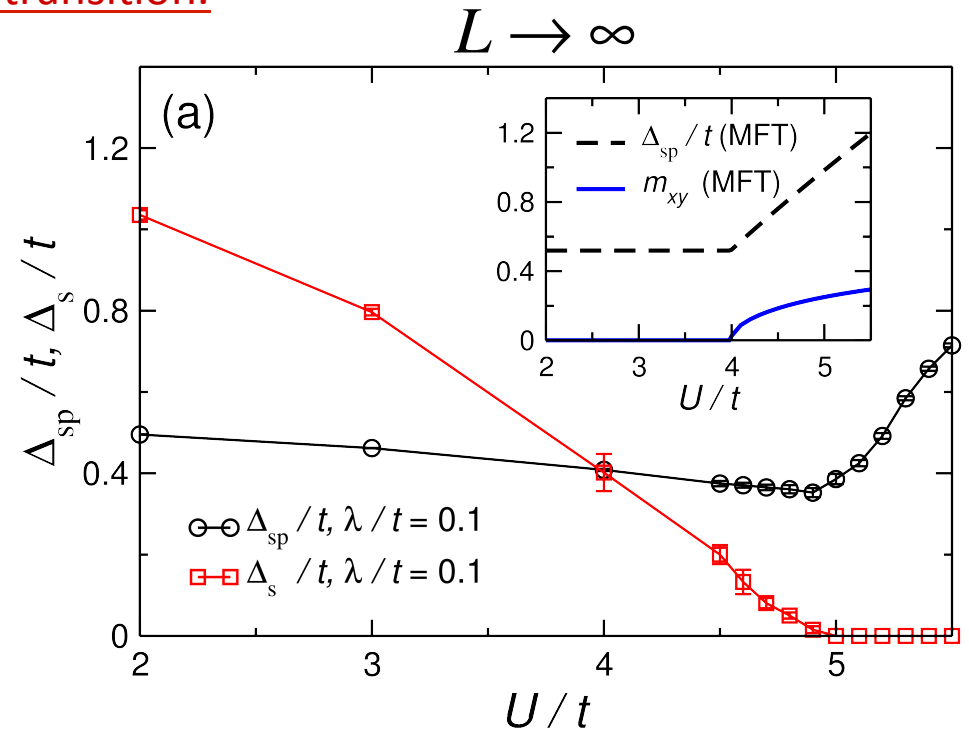 transition.
L → ∞
(a)
Δsp / t, Δs / t
1.2
0.8
0.4
0
2
3
4
5
U / t
Δsp / t, λ / t = 0.1
Δs / t, λ / t = 0.1
Δsp / t (MFT)
mxy (MFT)
1.2
0.8
0.4
0
2
3
4
5
U / t